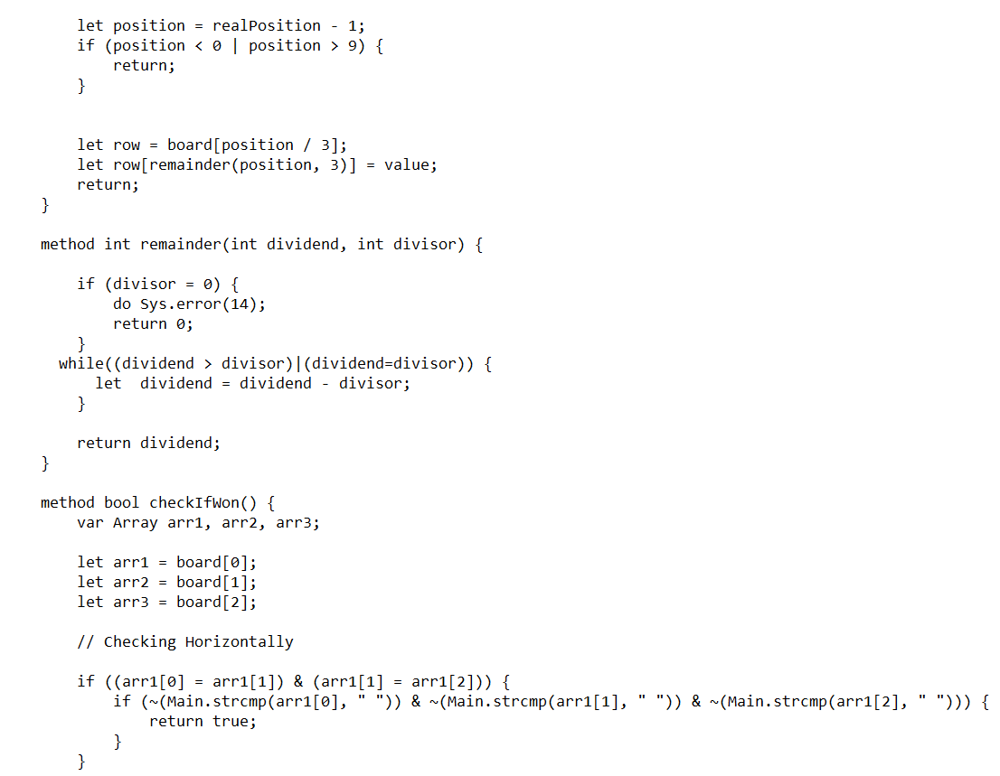 let position = realPosition - 1;
if (position < 0 | position > 9) {
return;
}
let row = board[position / 3];
let row[remainder(position, 3)] = value;
return;
}
method int remainder(int dividend, int divisor) {
if (divisor = 0) {
do Sys.error(14);
return 0;
}
while((dividend > divisor)|(dividend=divisor)) {
let  dividend = dividend - divisor;
}
return dividend;
}
method bool checkIfWon() {
var Array arr1, arr2, arr3;
let arr1 = board[0];
let arr2 = board[1];
let arr3 = board[2];
// Checking Horizontally
if ((arr1[0] = arr1[1]) & (arr1[1] = arr1[2])) {
if (~(Main.strcmp(arr1[0], " ")) & ~(Main.strcmp(arr1[1], " ")) & ~(Main.strcmp(arr1[2], " "))) {
return true;
}
}